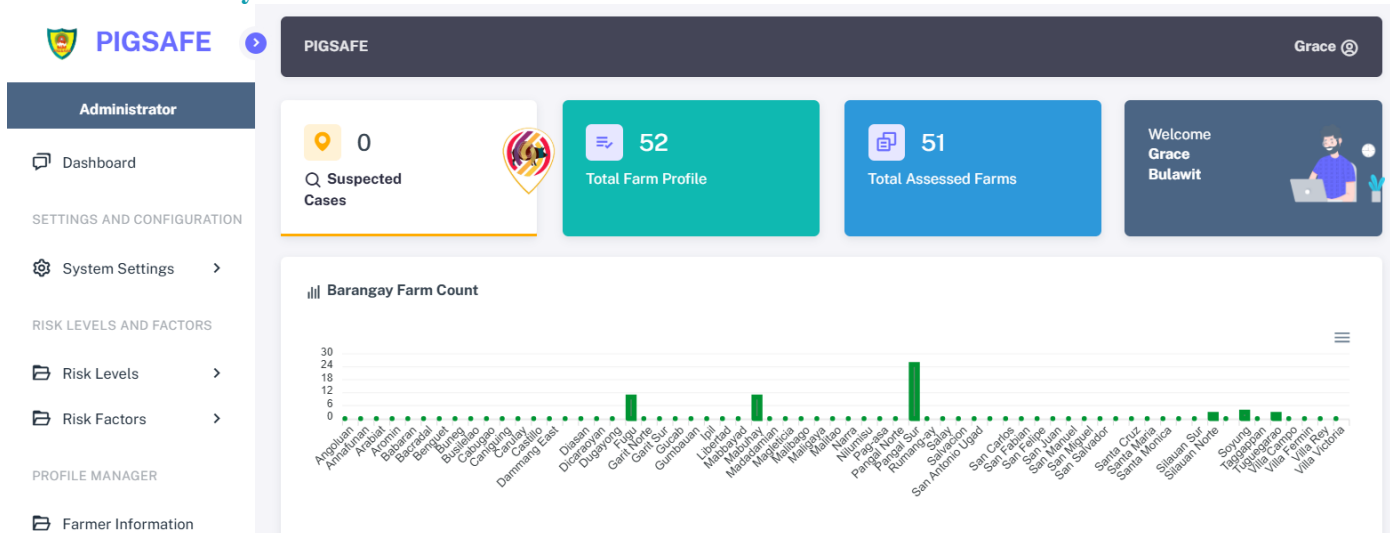 PIGSAFE
Administrator
Dashboard
SETTINGS AND CONFIGURATION
System Settings
RISK LEVELS AND FACTORS
Risk Levels
Risk Factors
PROFILE MANAGER
Farmer Information
PIGSAFE
Grace
0
Suspected
Cases
52
Total Farm Profile
51
Total Assessed Farms
Welcome
Grace
Bulawit
Barangay Farm Count
30
24
18
12
6
0
Angoluan
Annafunan
Arabiat
Aromin
Babaran
Bacradal
Benguet
Buneg
Busilelao
Cabugao
Caniguing
Carulay
Castillo
Dammang East
Diasan
Dicaraoyan
Dugayong
Fugu
Garit Norte
Garit Sur
Gucab
Gumbauan
Ipil
Libertad
Mabbayad
Mabuhay
Madadamian
Magleticia
Malibago
Maligaya
Malitao
Narra
Nilumisu
Pag-asa
Pangal Norte
Pangal Sur
Rumang-ay
Salay
Salvacion
San Antonio Ugad
San Carlos
San Fabian
San Felipe
San Juan
San Manuel
San Miguel
San Salvador
Santa Cruz
Santa Maria
Santa Monica
Silauan Sur
Silauan Norte
Soyung
Taggappan
Tuguegarao
Villa Campo
Villa Fermin
Villa Rey
Villa Victoria